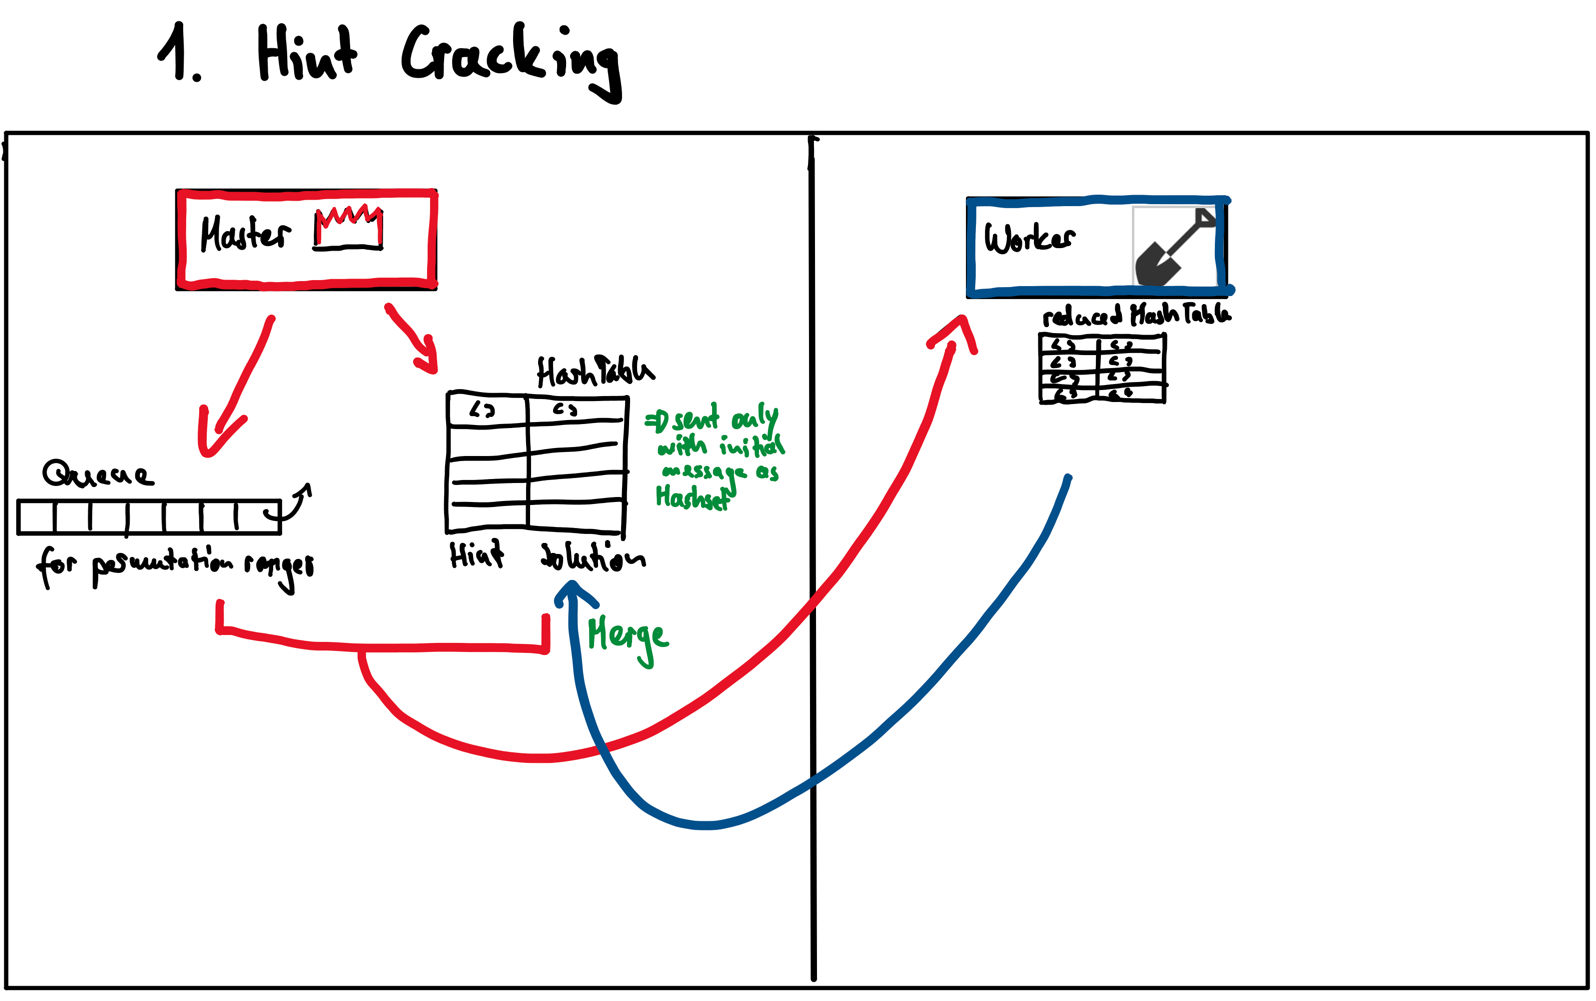 1. Hint Cracking
Master
Worker
reduced HashTable
HashTable
=> sent only
with initial
message as
Hashset
Queue
for permutation ranges
Hint Solution
Merge